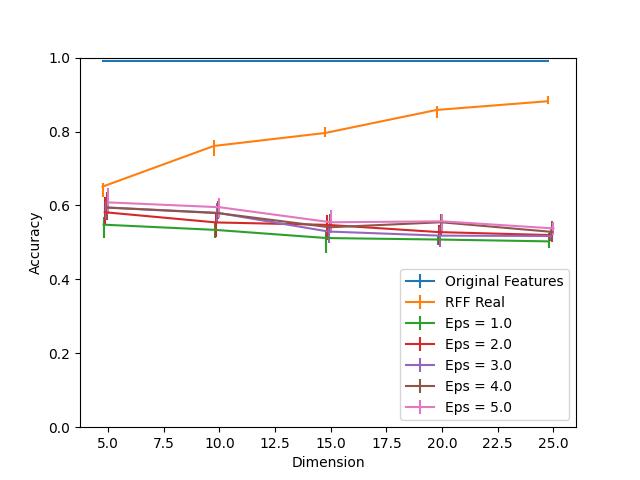 1.0
0.8
0.6
0.4
0.2
0.0
Accuracy
5.0 7.5 10.0 12.5 15.0 17.5 20.0 22.5 25.0
Dimension
Original Features
RFF Real
Eps = 1.0
Eps = 2.0
Eps = 3.0
Eps = 4.0
Eps = 5.0